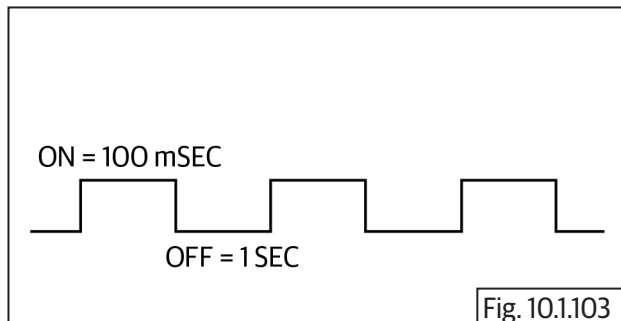 ON = 100 mSEC
OFF = 1 SEC
Fig. 10.1.103